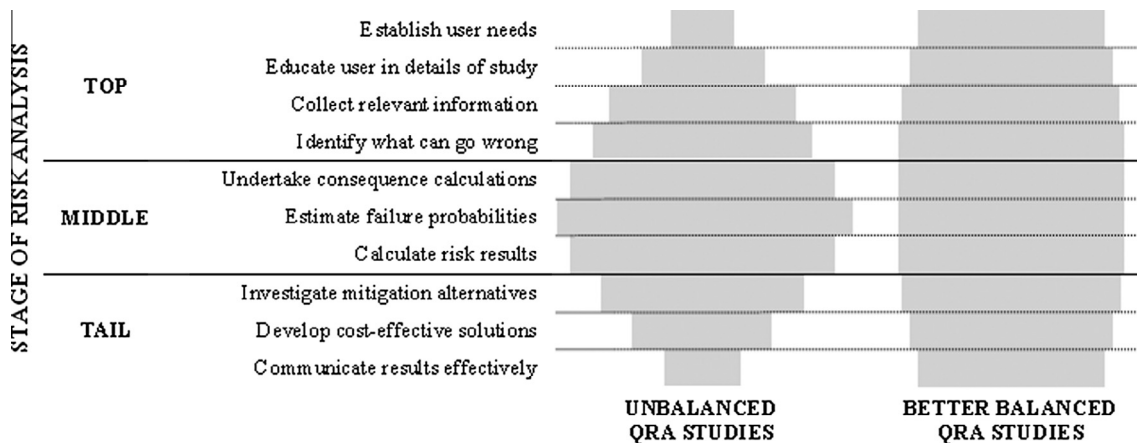 STAGE OF RISK ANALYSIS
TOP
Establish user needs
Educate user in details of study
Collect relevant information
Identify what can go wrong
MIDDLE
Undertake consequence calculations
Estimate failure probabilities
Calculate risk results
TAIL
Investigate mitigation alternatives
Develop cost-effective solutions
Communicate results effectively
UNBALANCED
QRA STUDIES
BETTER BALANCED
QRA STUDIES